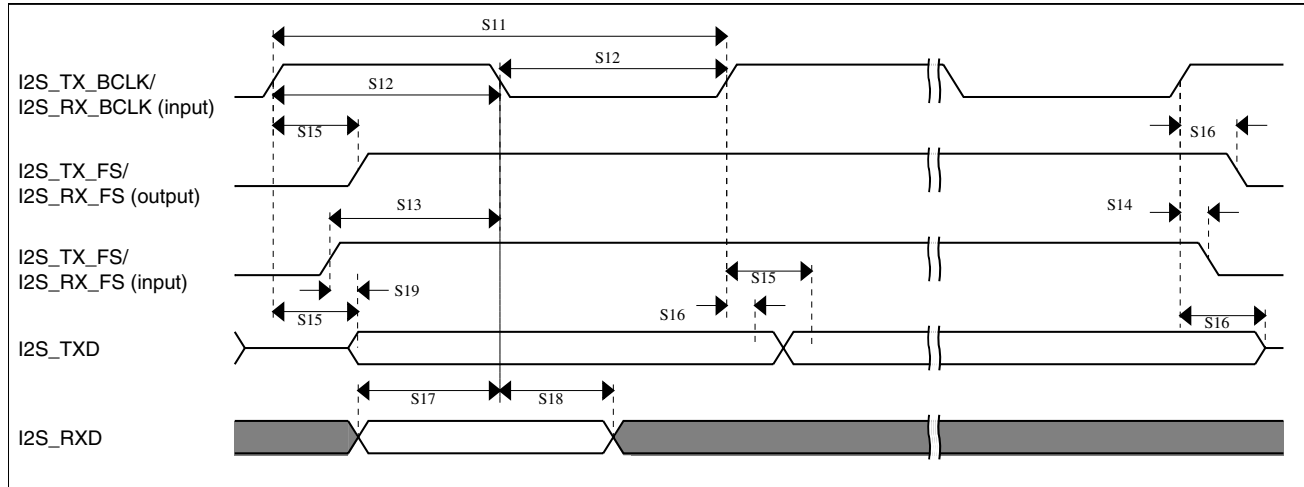 S11
I2S_TX_BCLK/
I2S_RX_BCLK (input)
S12
S12
S15
S16
I2S_TX_FS/
I2S_RX_FS (output)
S13
S14
I2S_TX_FS/
I2S_RX_FS (input)
S15
S19
S15
S16
S16
I2S_TXD
S17
S18
I2S_RXD